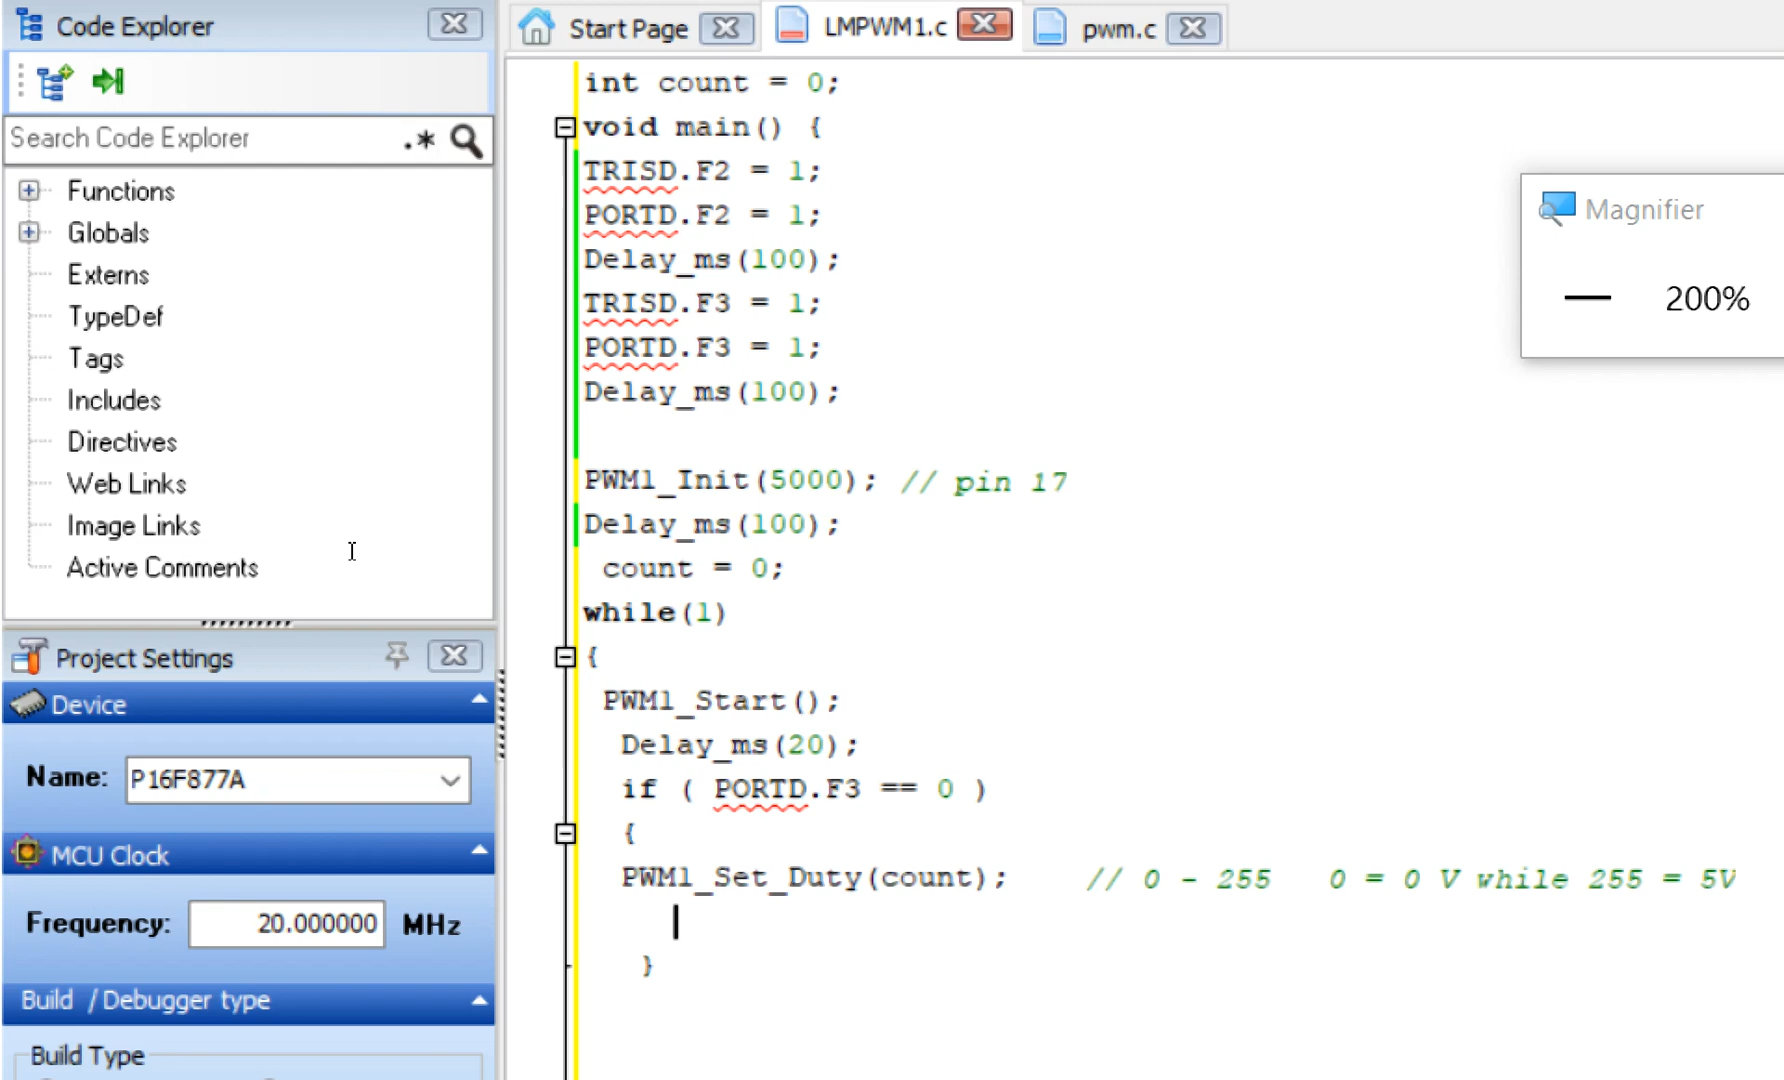 Code Explorer
Search Code Explorer
.*
Functions
Globals
Externs
TypeDef
Tags
Includes
Directives
Web Links
Image Links
Active Comments
Project Settings
Device
Name: P16F877A
MCU Clock
Frequency: 20.000000 MHz
Build / Debugger type
Build Type
Start Page
LMPWM1.c
pwm.c
int count = 0;
void main() {
TRISD.F2 = 1;
PORTD.F2 = 1;
Delay_ms(100);
TRISD.F3 = 1;
PORTD.F3 = 1;
Delay_ms(100);
PWM1_Init(5000); // pin 17
Delay_ms(100);
count = 0;
while(1)
{
PWM1_Start();
Delay_ms(20);
if ( PORTD.F3 == 0 )
{
PWM1_Set_Duty(count); // 0 - 255 0 = 0 V while 255 = 5V
}
Magnifier
200%